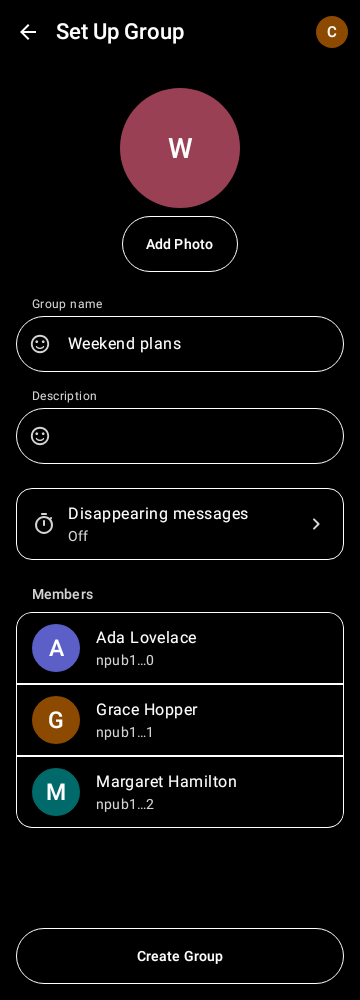 Set Up Group
C
W
Add Photo
Group name
Weekend plans
Description
Disappearing messages
Off
Members
A
Ada Lovelace
npub1…0
G
Grace Hopper
npub1…1
M
Margaret Hamilton
npub1…2
Create Group